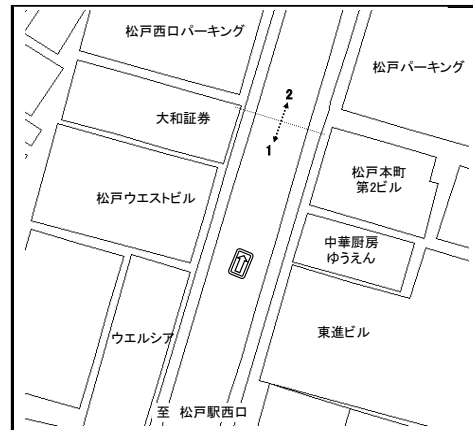 松戸西口パーキング
松戸パーキング
2
大和証券
1
松戸本町
第2ビル
松戸ウエストビル
中華厨房
ゆうえん
ウエルシア
東進ビル
至 松戸駅西口